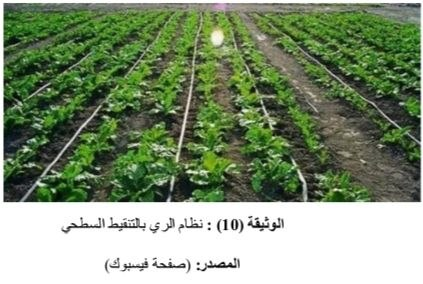 الوثيقة (10) : نظام الري بالتنقيط السطحي
المصدر: (صفحة فيسبوك)